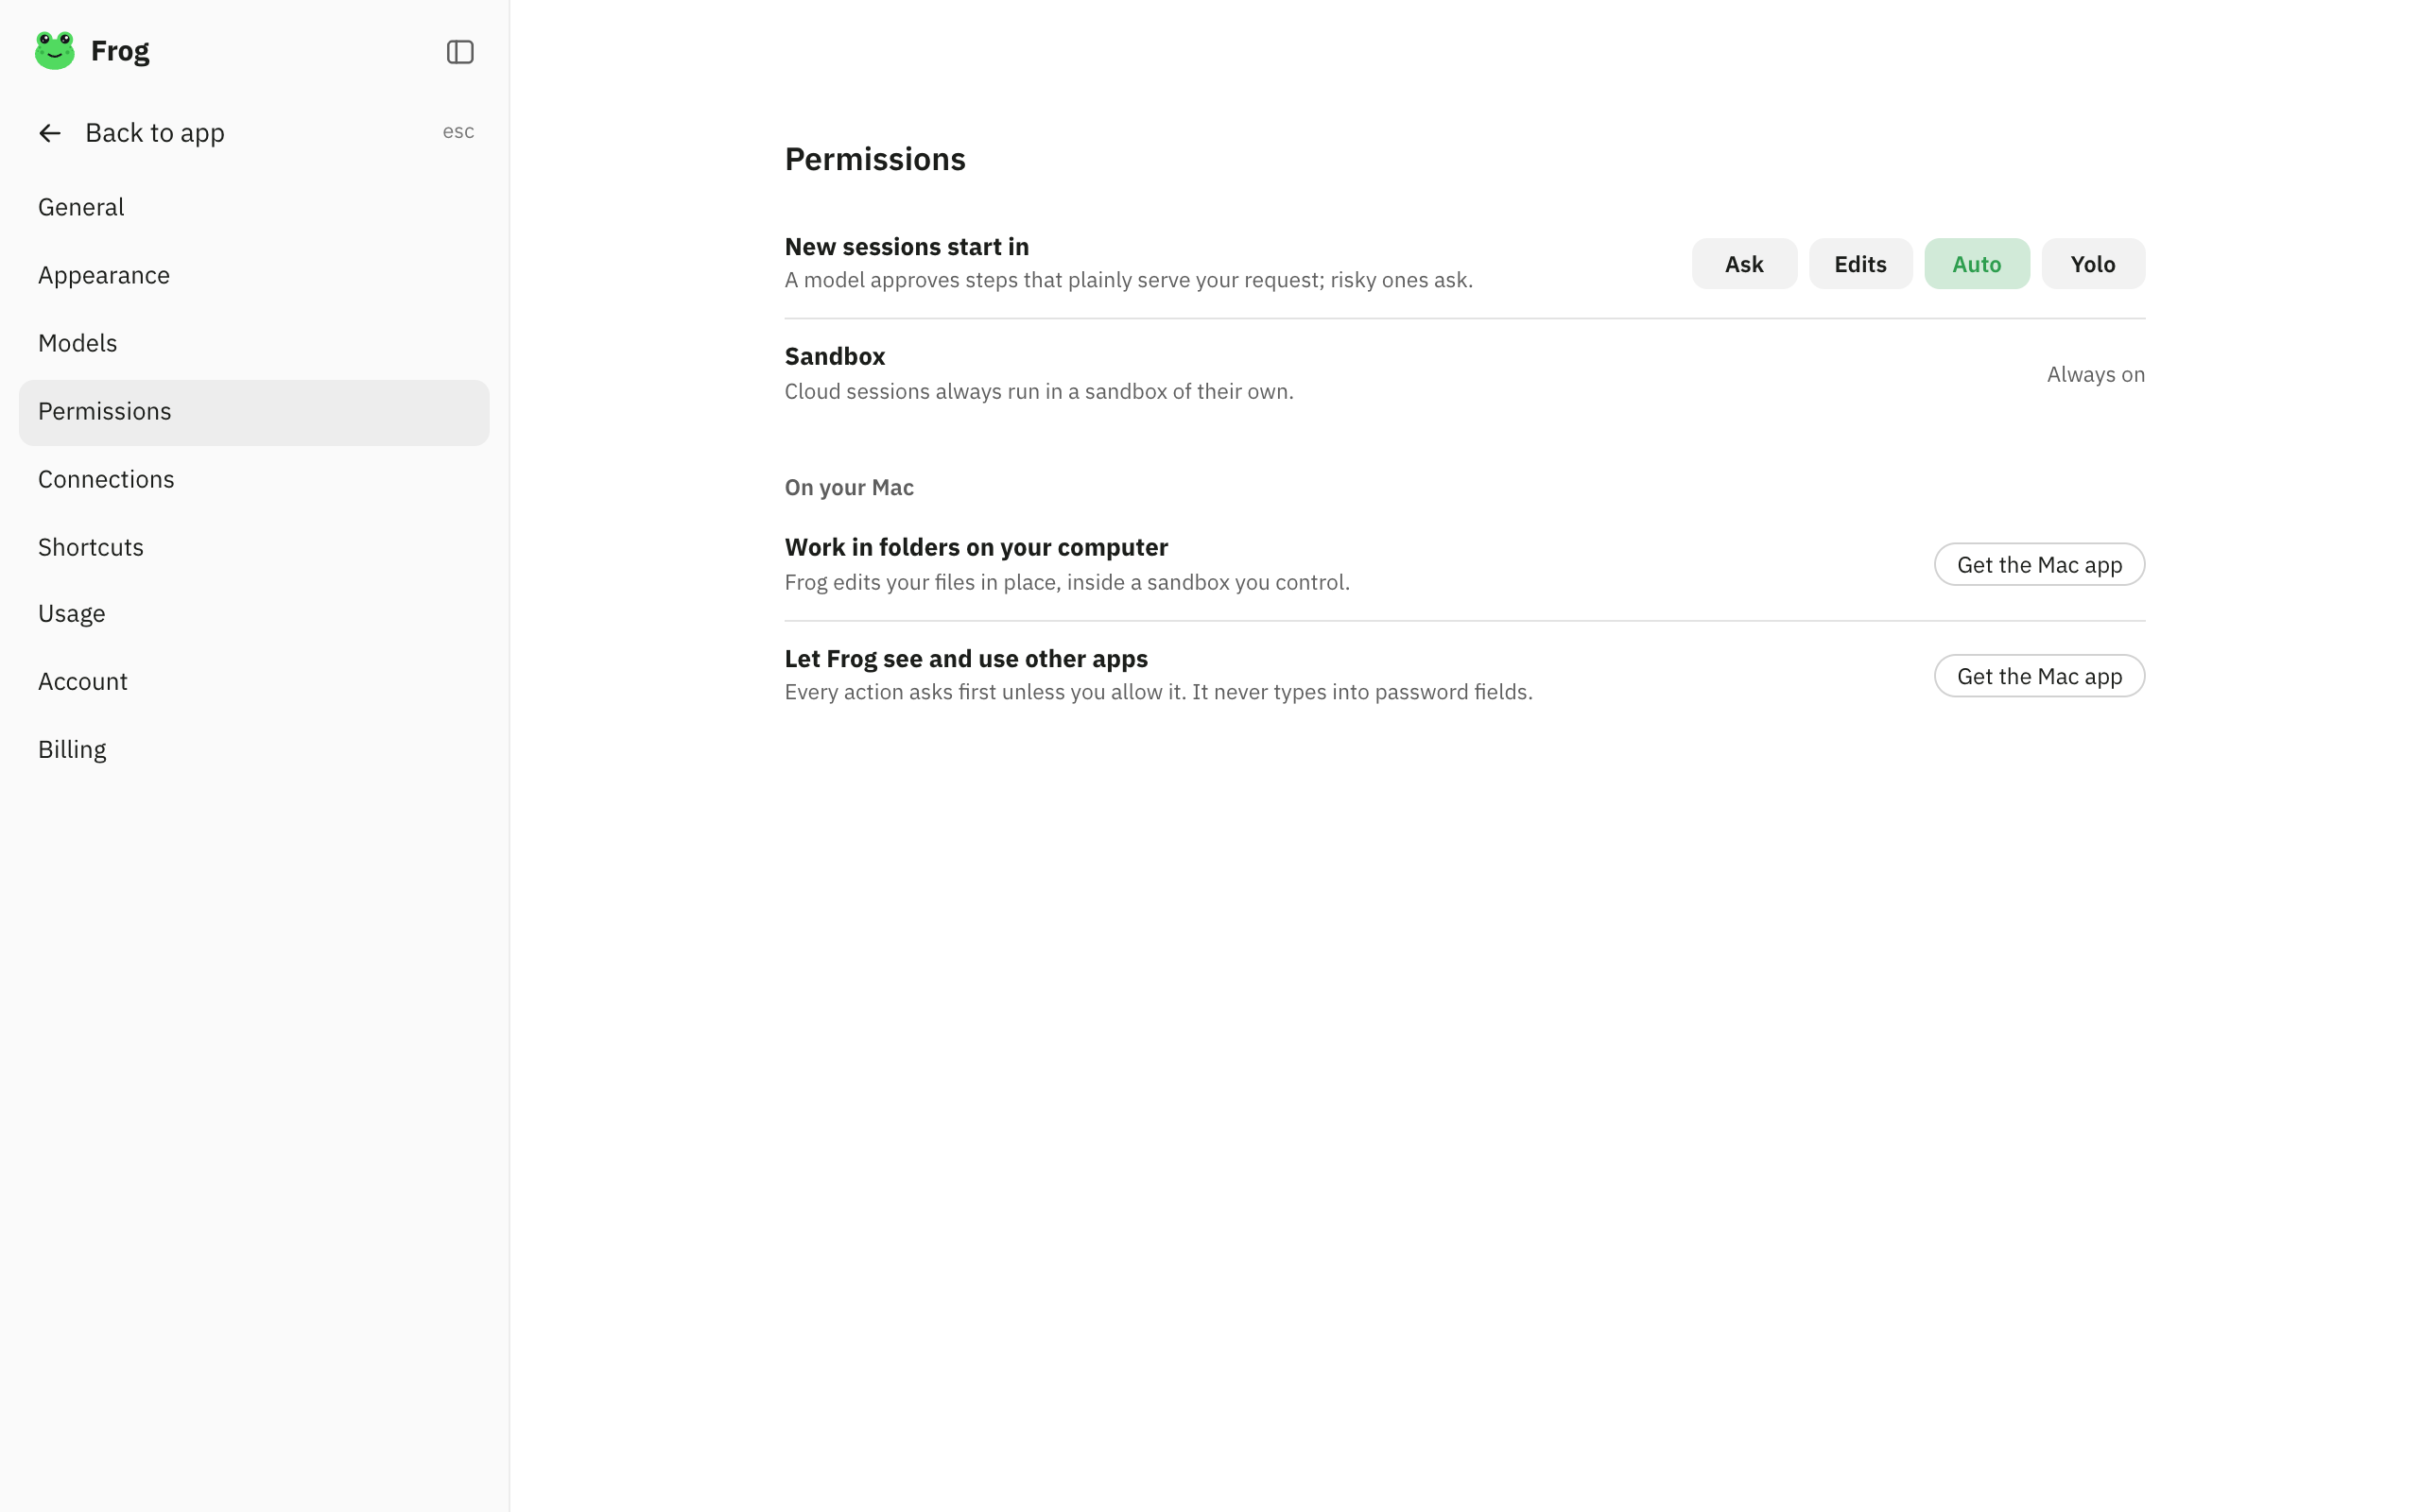 Frog
Back to app
esc
General
Appearance
Models
Permissions
Connections
Shortcuts
Usage
Account
Billing
Permissions
New sessions start in
A model approves steps that plainly serve your request; risky ones ask.
Ask
Edits
Auto
Yolo
Sandbox
Cloud sessions always run in a sandbox of their own.
Always on
On your Mac
Work in folders on your computer
Frog edits your files in place, inside a sandbox you control.
Get the Mac app
Let Frog see and use other apps
Every action asks first unless you allow it. It never types into password fields.
Get the Mac app